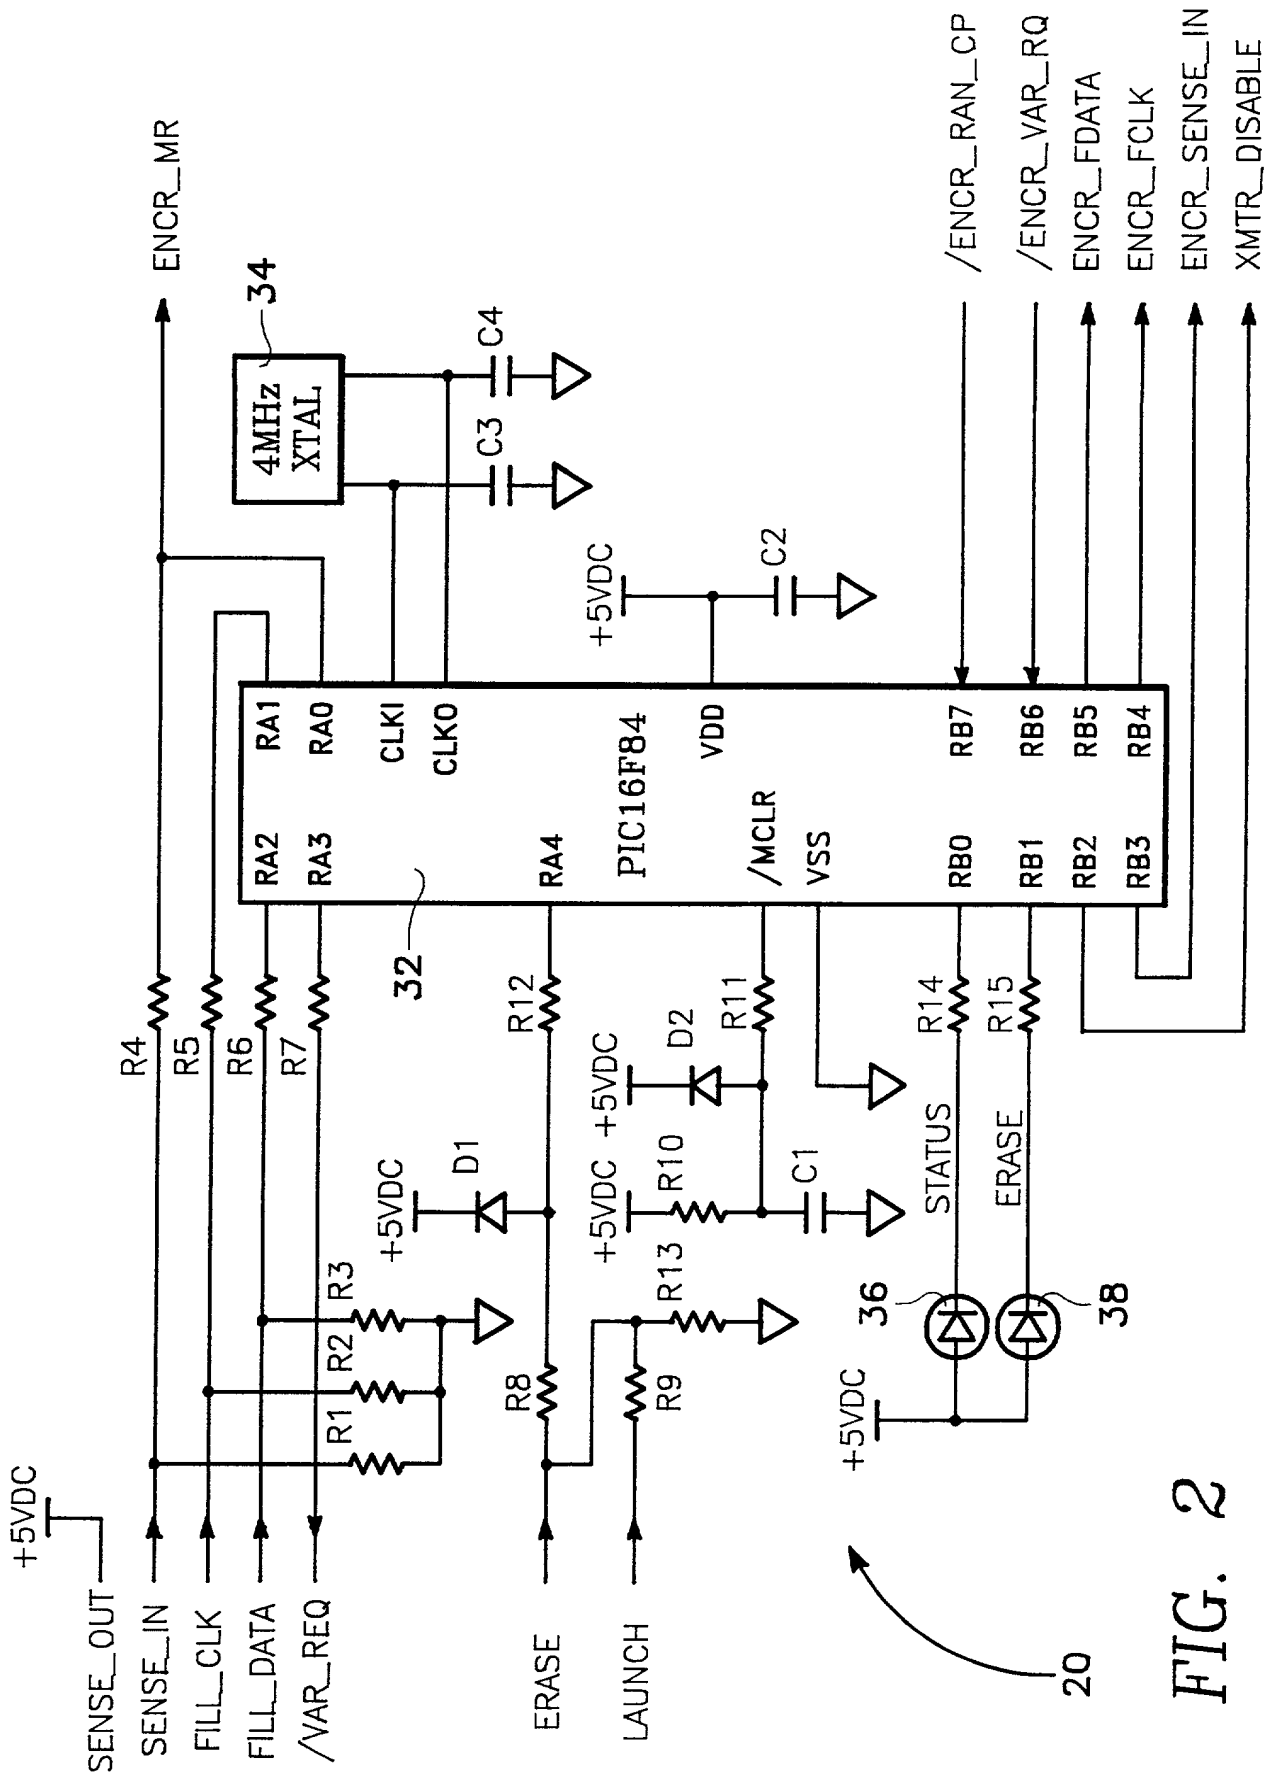 +5VDC
SENSE_OUT
SENSE_IN
FILL_CLK
FILL_DATA
/VAR_REQ
ERASE
LAUNCH
R1
R2
R3
R4
R5
R6
R7
ENCR_MR
4MHz
XTAL
34
C3
C4
RA2
RA3
RA1
RA0
CLKI
CLKO
32
RA4
PIC16F84
/MCLR
VSS
VDD
+5VDC
C2
+5VDC
D1
R8
R12
R9
R13
+5VDC
R10
+5VDC
D2
R11
C1
RB0
RB1
RB2
RB3
RB7
RB6
RB5
RB4
R14
R15
STATUS
ERASE
36
38
+5VDC
/ENCR_RAN_CP
/ENCR_VAR_RQ
ENCR_FDATA
ENCR_FCLK
ENCR_SENSE_IN
XMTR_DISABLE
20
FIG. 2